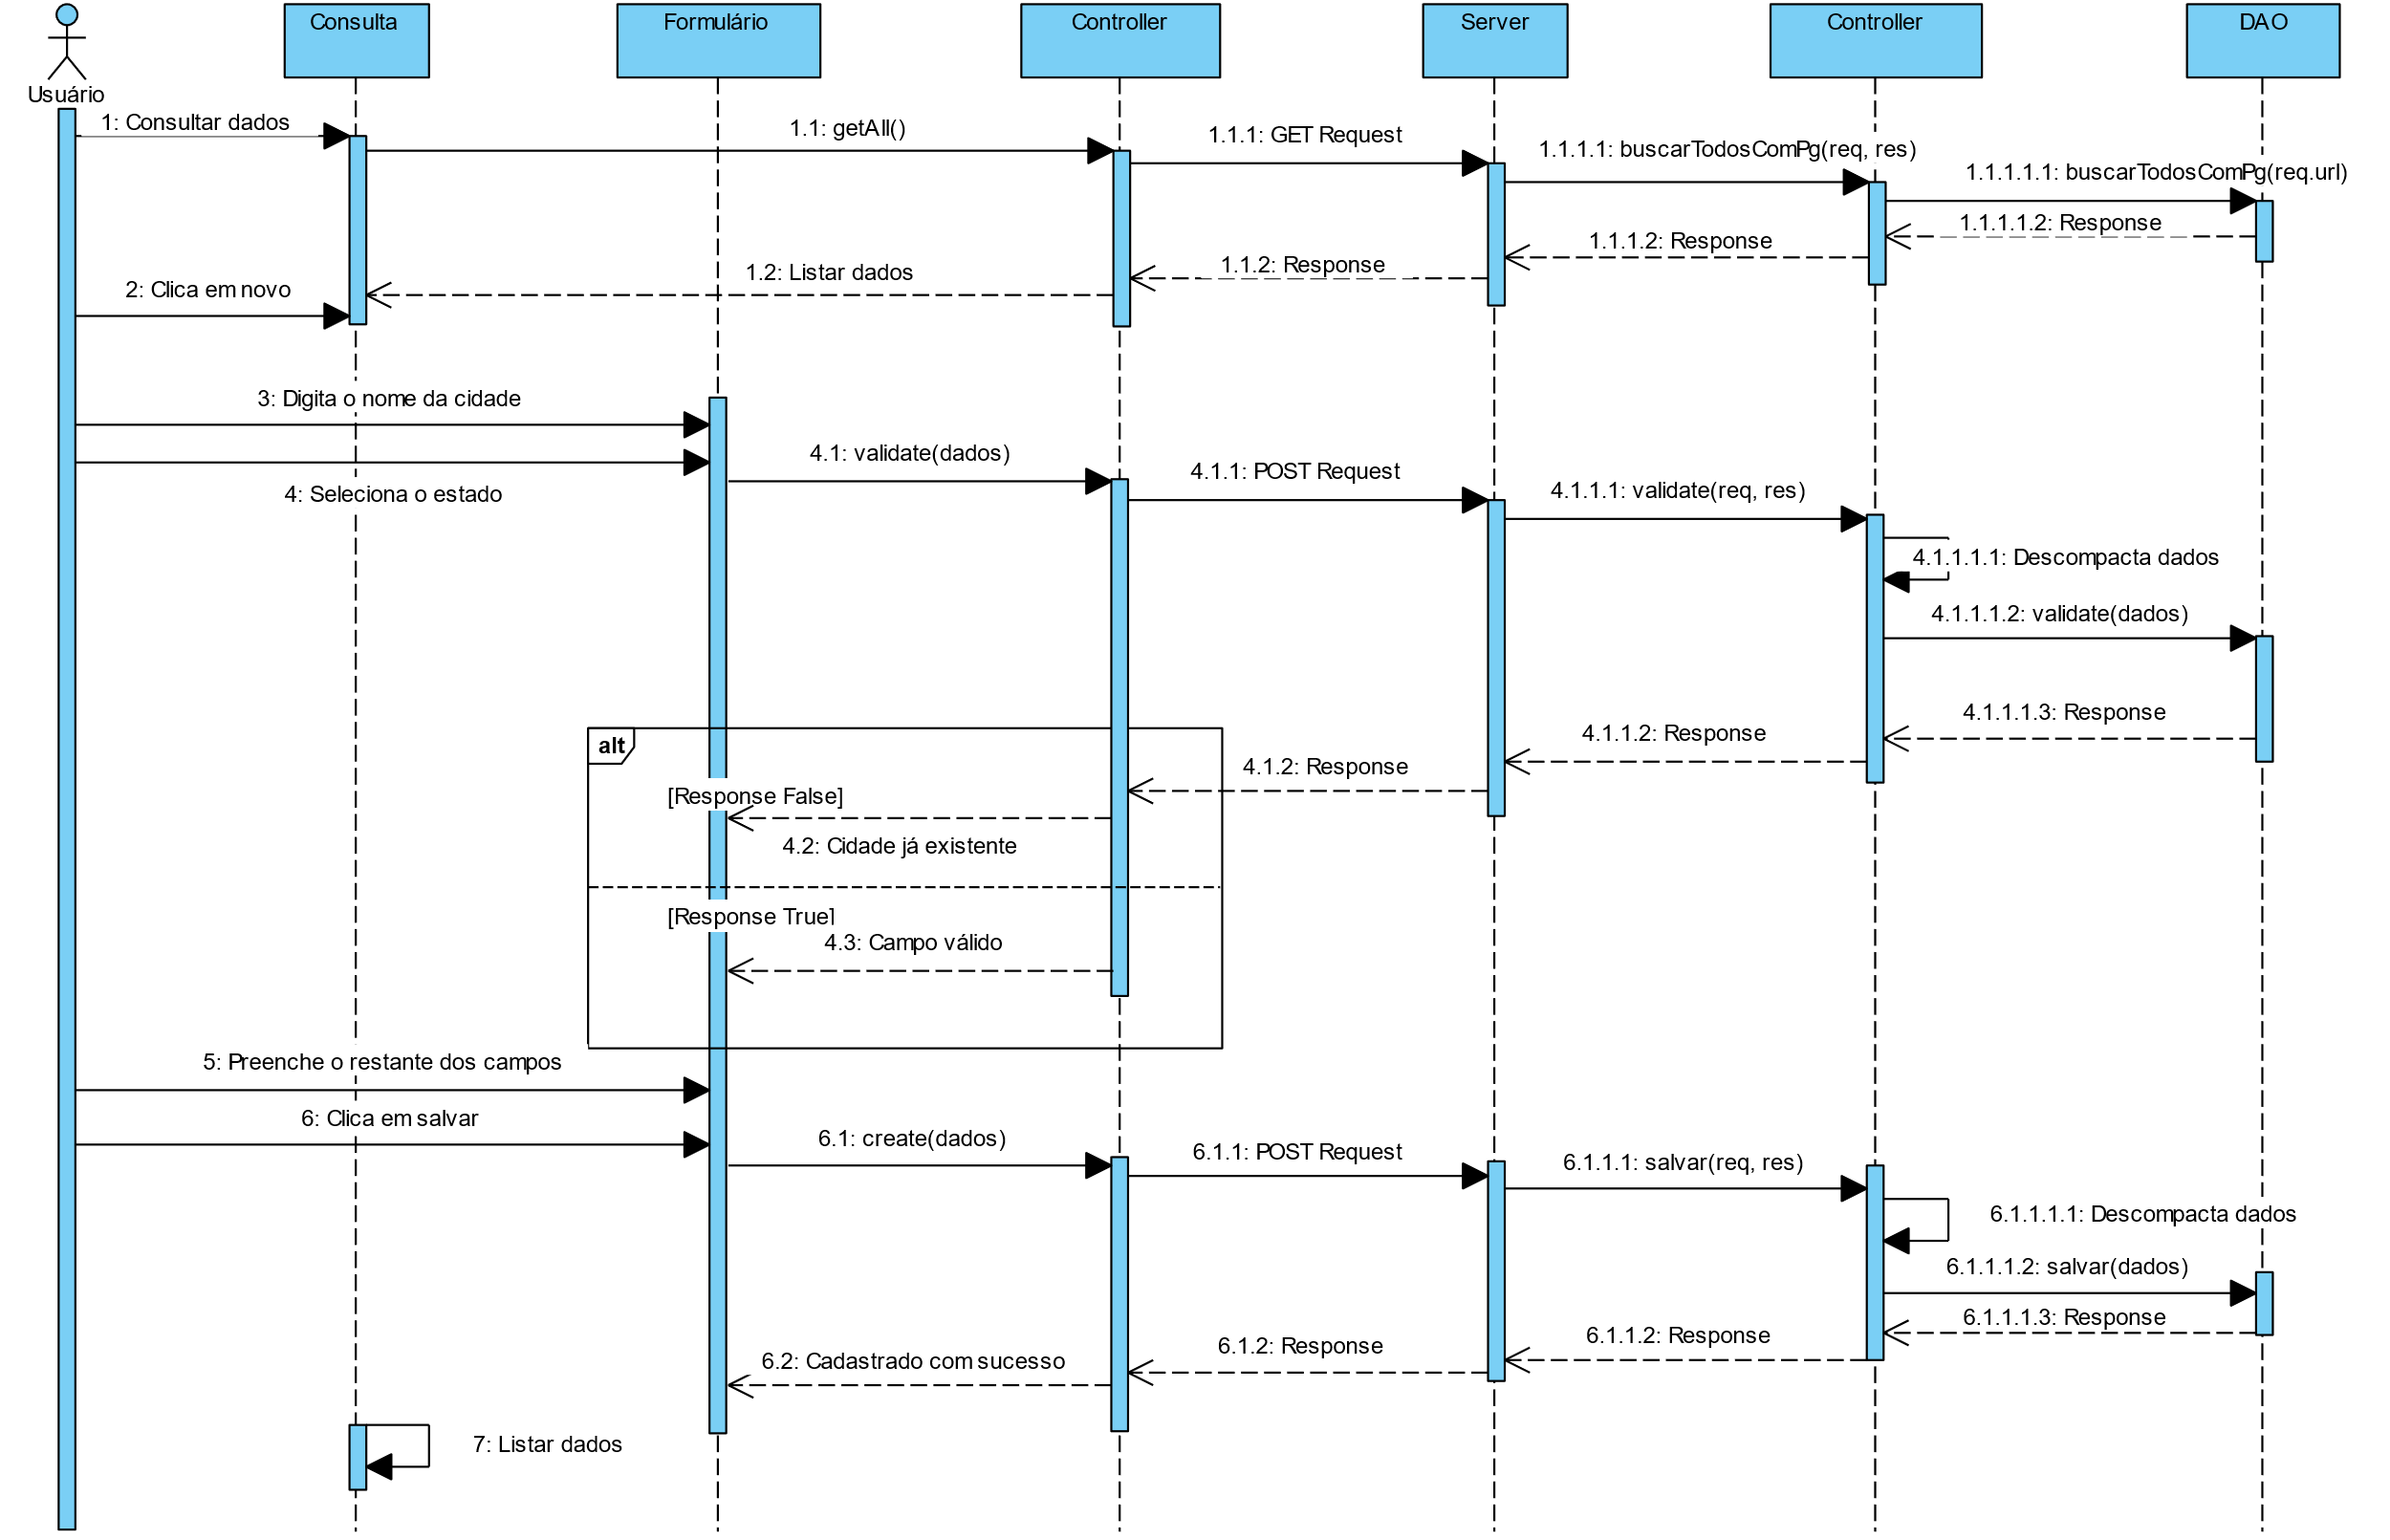 Consulta
Formulário
Controller
Server
Controller
DAO
Usuário
1: Consultar dados
1.1: getAll()
1.1.1: GET Request
1.1.1.1: buscarTodosComPg(req, res)
1.1.1.1.1: buscarTodosComPg(req.url)
1.1.1.1.2: Response
1.1.1.2: Response
1.1.2: Response
1.2: Listar dados
2: Clica em novo
3: Digita o nome da cidade
4: Seleciona o estado
4.1: validate(dados)
4.1.1: POST Request
4.1.1.1: validate(req, res)
4.1.1.1.1: Descompacta dados
4.1.1.1.2: validate(dados)
4.1.1.1.3: Response
4.1.1.2: Response
4.1.2: Response
alt
[Response False]
4.2: Cidade já existente
[Response True]
4.3: Campo válido
5: Preenche o restante dos campos
6: Clica em salvar
6.1: create(dados)
6.1.1: POST Request
6.1.1.1: salvar(req, res)
6.1.1.1.1: Descompacta dados
6.1.1.1.2: salvar(dados)
6.1.1.1.3: Response
6.1.1.2: Response
6.1.2: Response
6.2: Cadastrado com sucesso
7: Listar dados